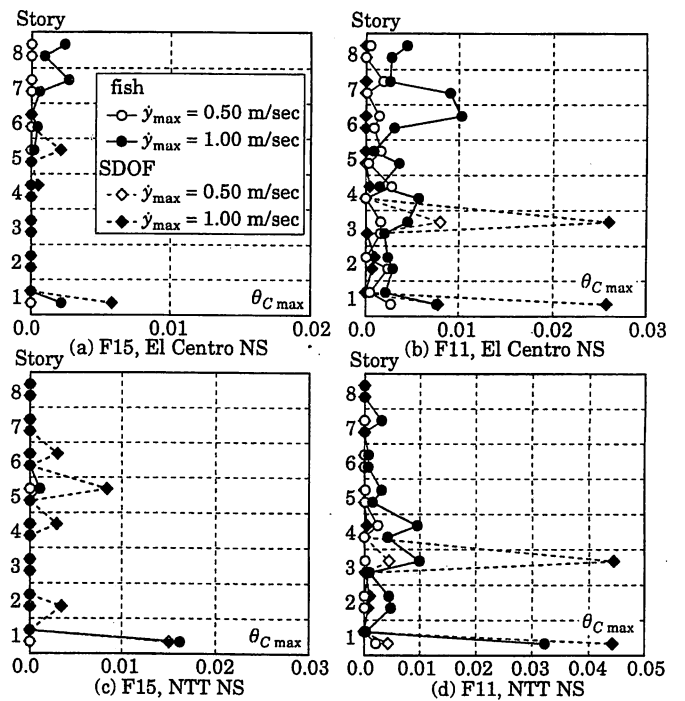 Story
8
7
6
5
4
3
2
1
fish
ẏmax = 0.50 m/sec
ẏmax = 1.00 m/sec
SDOF
ẏmax = 0.50 m/sec
ẏmax = 1.00 m/sec
θC max
0.0 0.01 0.02
(a) F15, El Centro NS
Story
8
7
6
5
4
3
2
1
θC max
0.0 0.01 0.02 0.03
(b) F11, El Centro NS
Story
8
7
6
5
4
3
2
1
θC max
0.0 0.01 0.02 0.03
(c) F15, NTT NS
Story
8
7
6
5
4
3
2
1
θC max
0.0 0.01 0.02 0.03 0.04 0.05
(d) F11, NTT NS